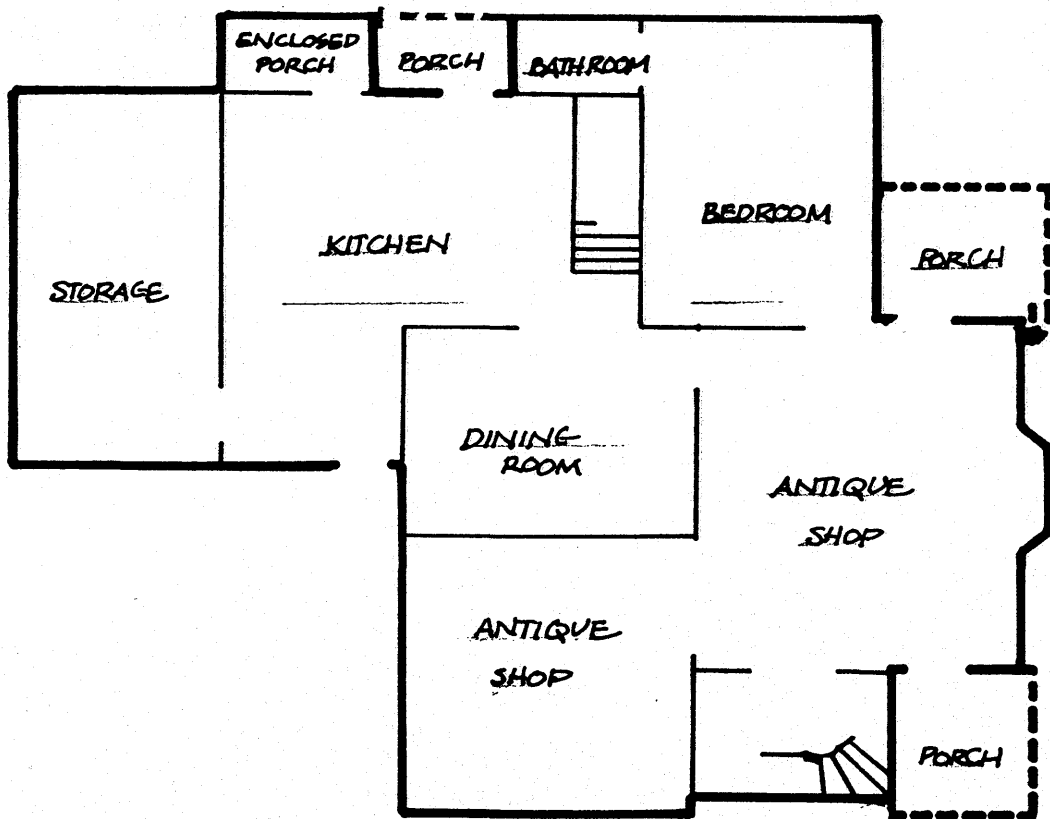 ENCLOSED
PORCH
PORCH
BATHROOM
BEDROOM
KITCHEN
PORCH
STORAGE
DINING
ROOM
ANTIQUE
SHOP
ANTIQUE
SHOP
PORCH